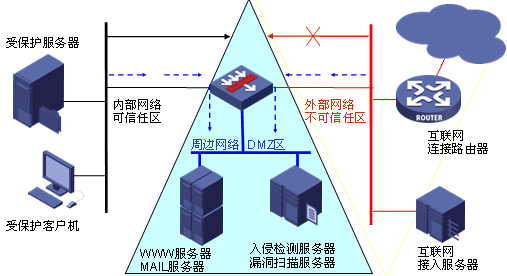 受保护服务器
内部网络
可信任区
外部网络
不可信任区
ROUTER
互联网
连接路由器
周边网络 DMZ区
受保护客户机
WWW服务器
MAIL服务器
入侵检测服务器
漏洞扫描服务器
互联网
接入服务器